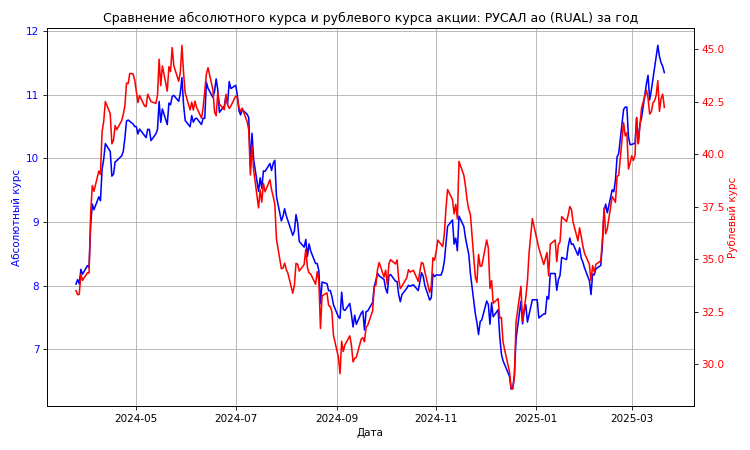 Сравнение абсолютного курса и рублевого курса акции: РУСАЛ ао (RUAL) за год
12
11
10
9
8
7
Абсолютный курс
45.0
42.5
40.0
37.5
35.0
32.5
30.0
Рублевый курс
2024-05 2024-07 2024-09 2024-11 2025-01 2025-03
Дата